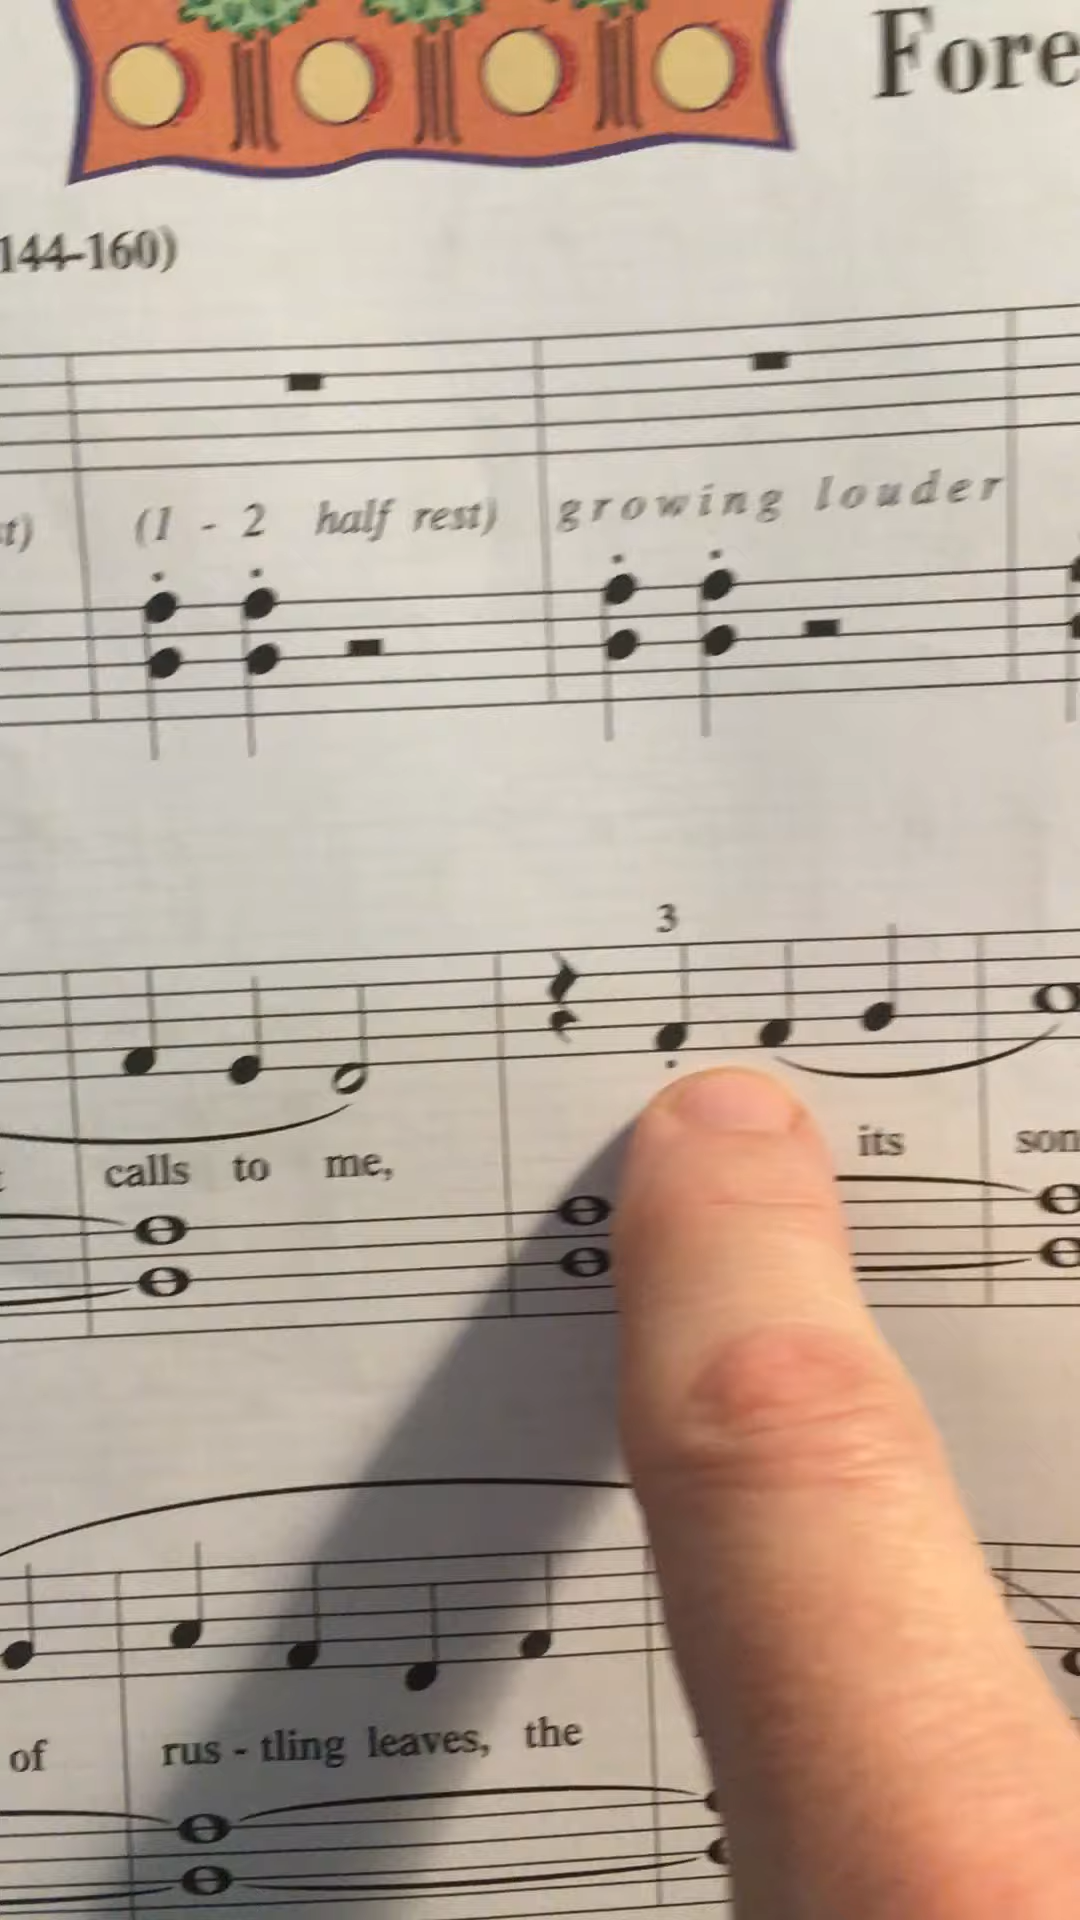 Fore
144-160)
(1 - 2 half rest) growing louder
3
calls to me, its son
of rus - tling leaves, the